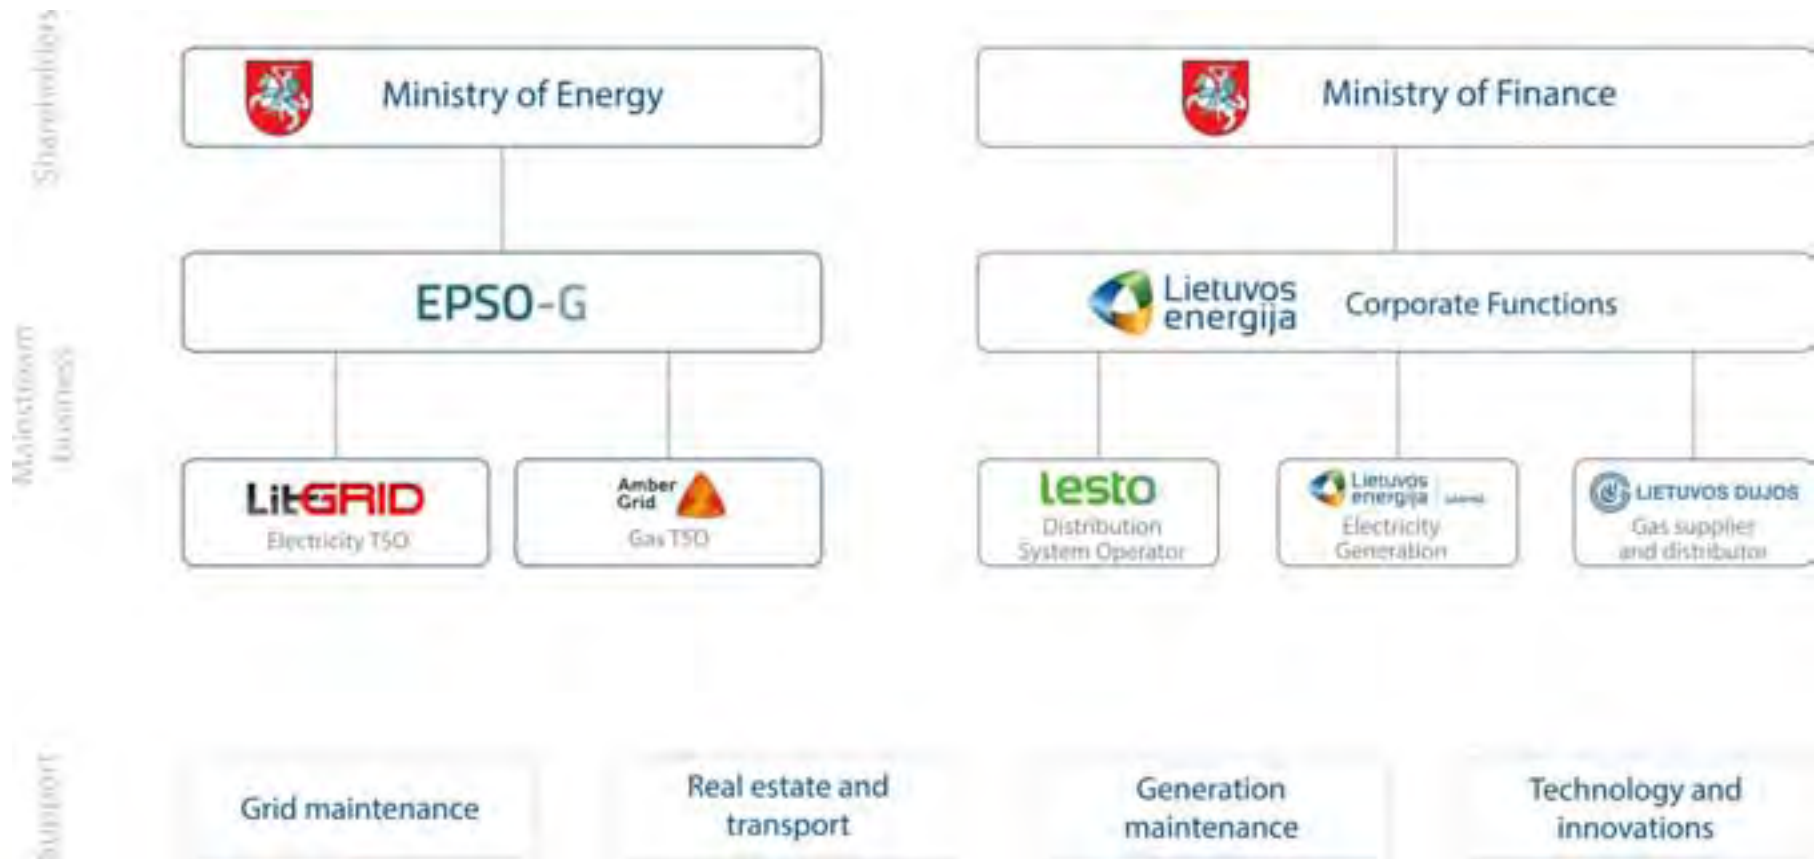 Shareholders
Ministry of Energy
Ministry of Finance
Mainstream
business
EPSO-G
Lietuvos
energija
Corporate Functions
LitGRID
Electricity TSO
Amber
Grid
Gas TSO
Lesto
Distribution
System Operator
Lietuvos
energija
Electricity
Generation
LIETUVOS DUJOS
Gas supplier
and distributor
Support
Grid maintenance
Real estate and
transport
Generation
maintenance
Technology and
innovations